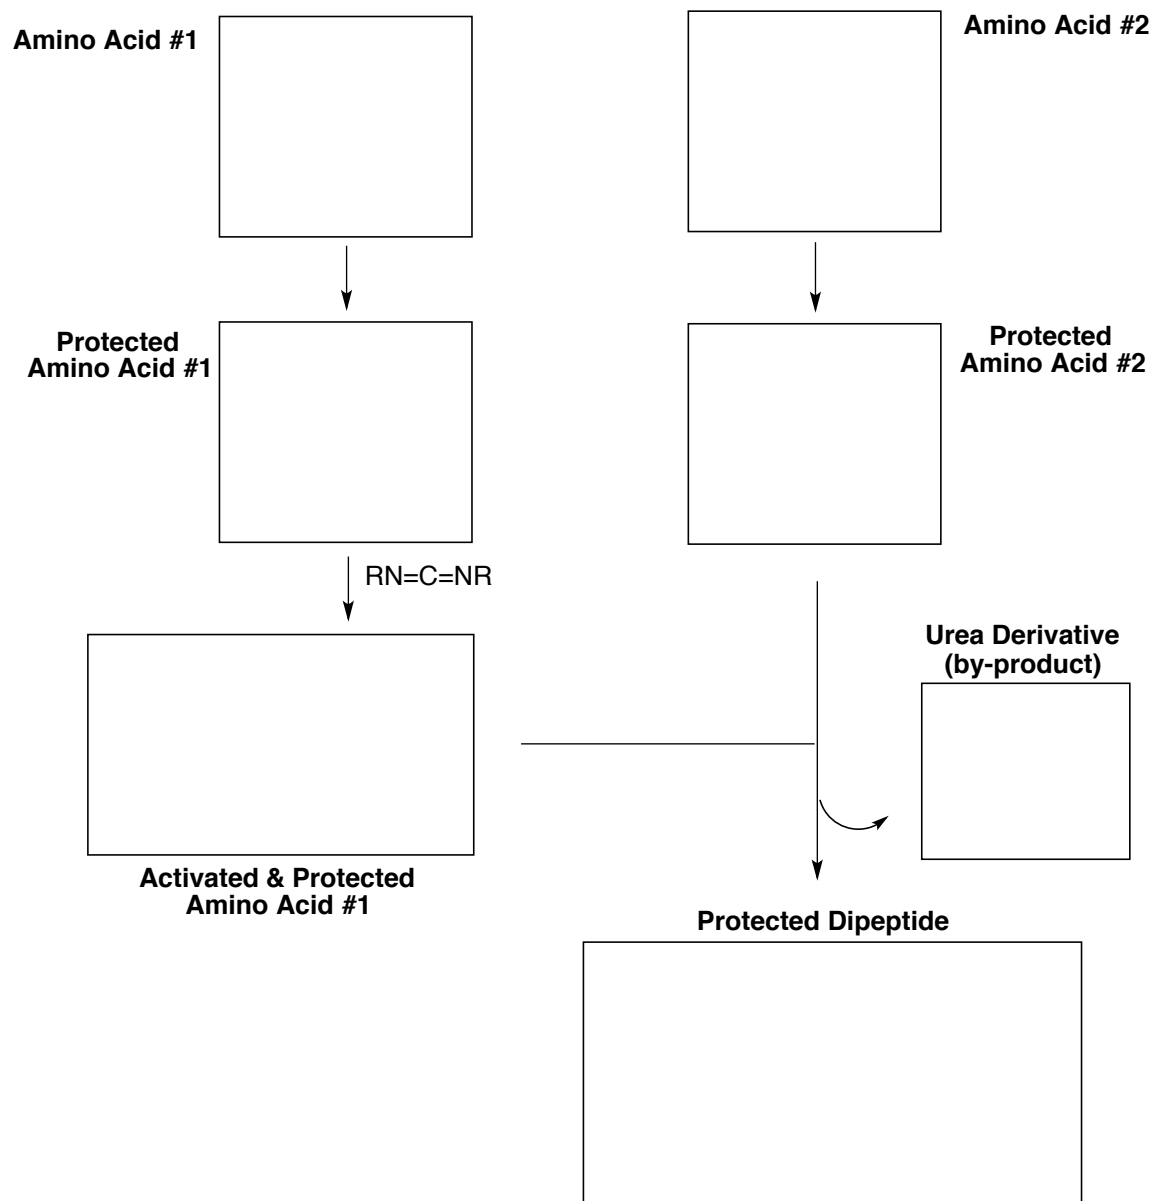 Amino Acid #1
Amino Acid #2
Protected
Amino Acid #1
Protected
Amino Acid #2
RN=C=NR
Urea Derivative
(by-product)
Activated & Protected
Amino Acid #1
Protected Dipeptide